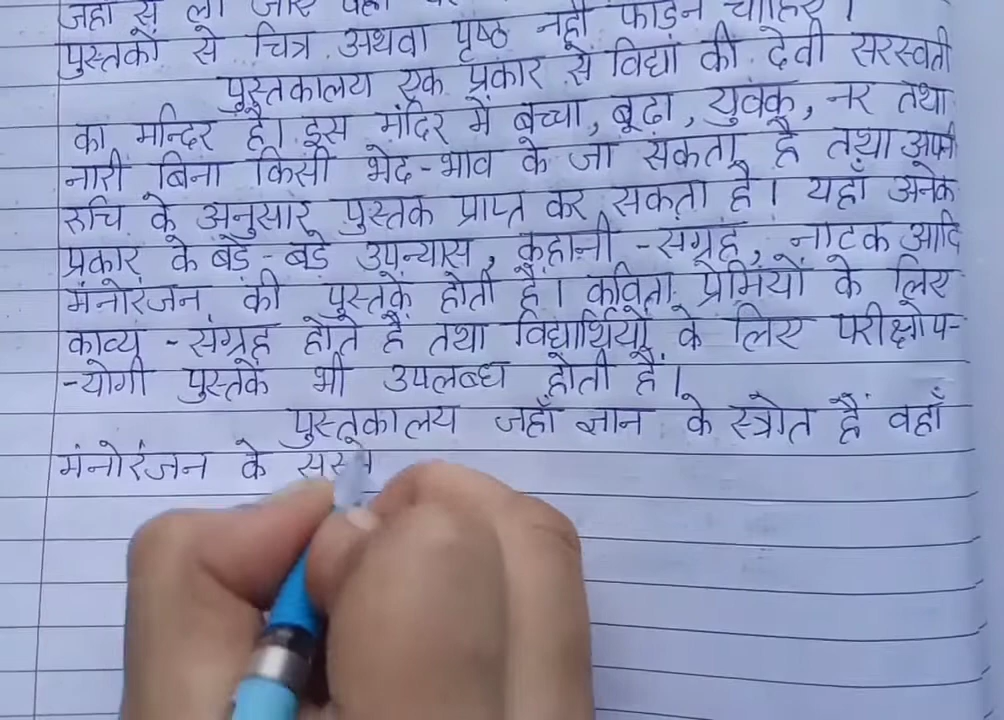 जहाँ से ली जाए वहीं
पुस्तकों से चित्र अथवा पृष्ठ नहीं फाड़ने चाहिए।
पुस्तकालय एक प्रकार से विद्या की देवी सरस्वती
का मन्दिर है। इस मंदिर में बच्चा, बूढ़ा, युवक, नर तथा
नारी बिना किसी भेद-भाव के जा सकता है तथा अपनी
रुचि के अनुसार पुस्तक प्राप्त कर सकता है। यहाँ अनेक
प्रकार के बड़े-बड़े उपन्यास, कहानी-संग्रह, नाटक आदि
मंनोरंजन की पुस्तकें होती हैं। कविता प्रेमियों के लिए
काव्य-संग्रह होते हैं तथा विद्यार्थियों के लिए परीक्षोप-
-योगी पुस्तकें भी उपलब्ध होती हैं।
पुस्तकालय जहाँ ज्ञान के स्त्रोत हैं वहाँ
मंनोरंजन के